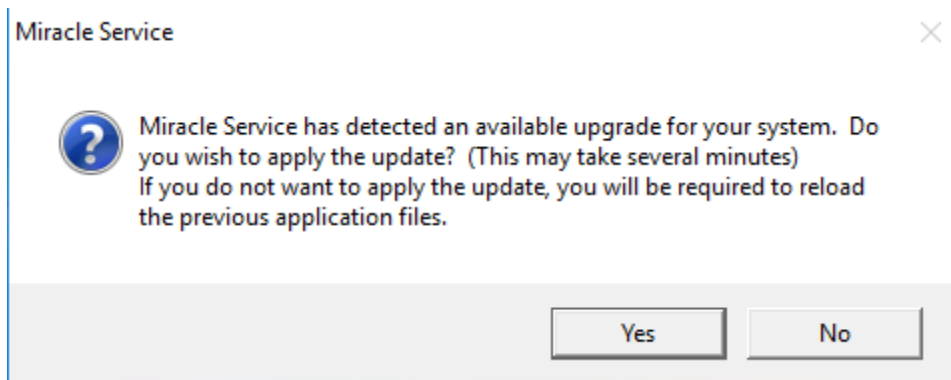 Miracle Service
Miracle Service has detected an available upgrade for your system.  Do
you wish to apply the update?  (This may take several minutes)
If you do not want to apply the update, you will be required to reload
the previous application files.
Yes
No